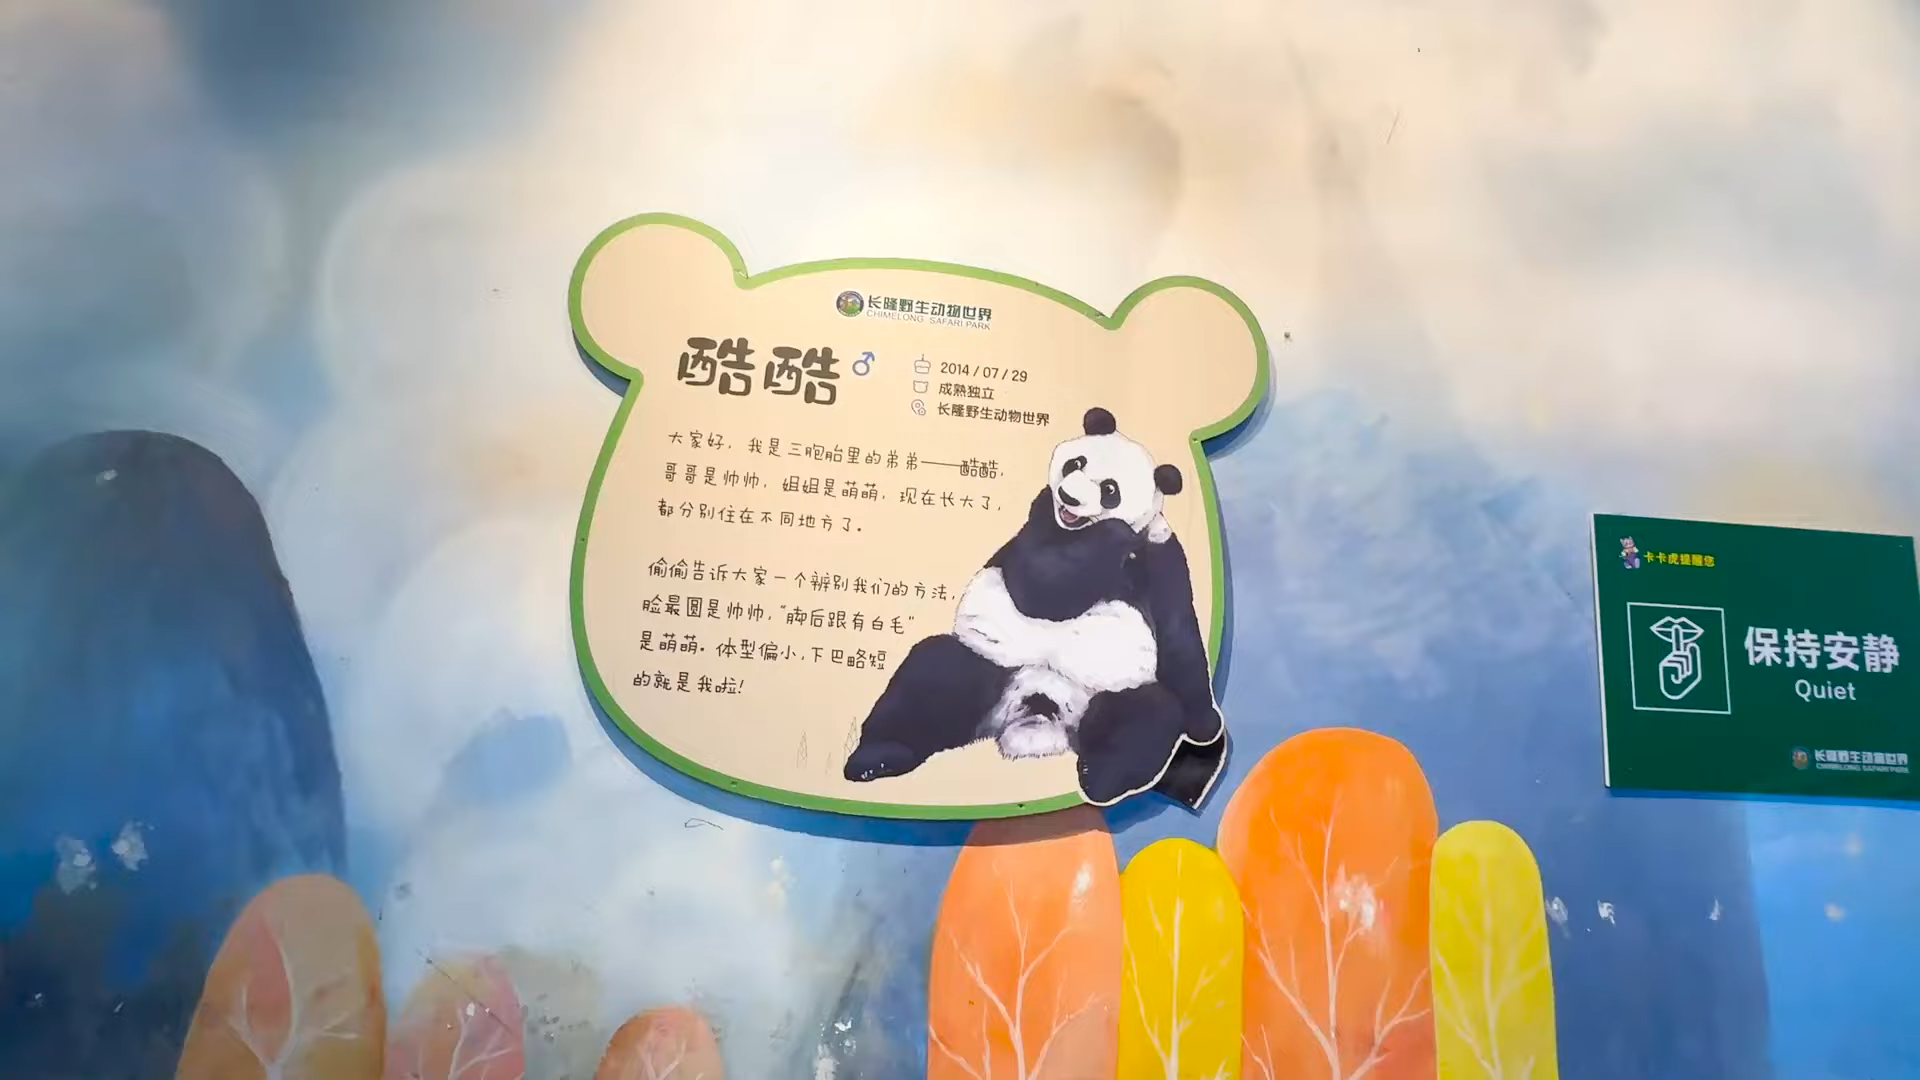 长隆野生动物世界
CHIMELONG SAFARI PARK
酷酷♂
2014/07/29
成熟独立
长隆野生动物世界
大家好，我是三胞胎里的弟弟——酷酷，
哥哥是帅帅，姐姐是萌萌，现在长大了，
都分别住在不同地方了。
偷偷告诉大家一个辨别我们的方法，
脸最圆是帅帅，“脚后跟有白毛”
是萌萌。体型偏小，下巴略短
的就是我啦！
卡卡虎提醒您
保持安静
Quiet
长隆野生动物世界
CHIMELONG SAFARI PARK